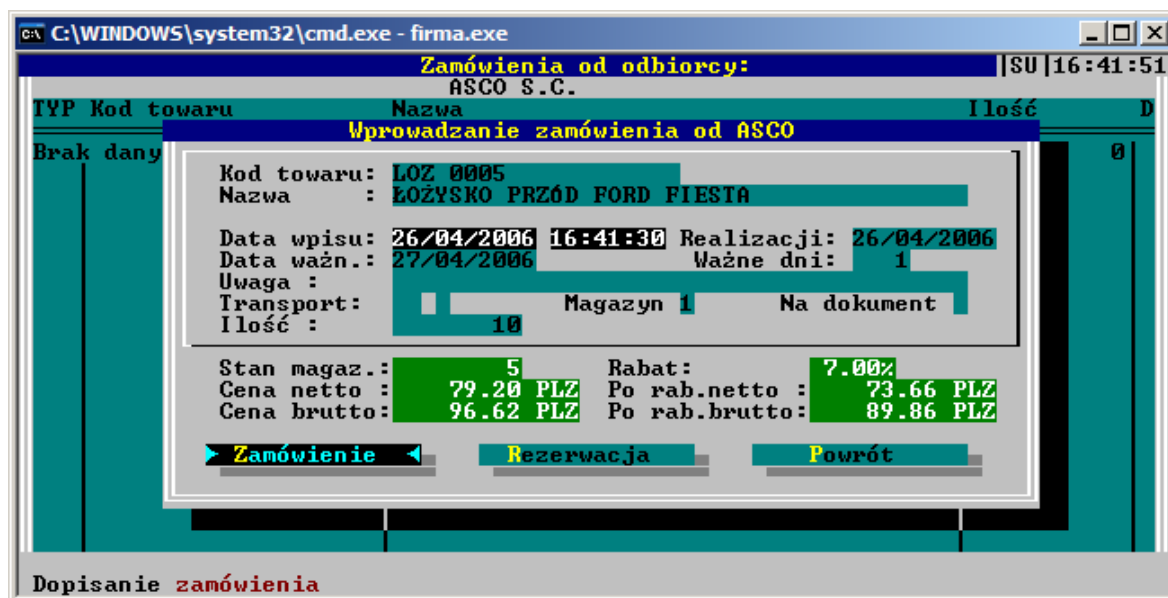 C:\WINDOWS\system32\cmd.exe - firma.exe
Zamówienia od odbiorcy: |SU|16:41:51
ASCO S.C.
TYP Kod towaru Nazwa Ilość D
Wprowadzanie zamówienia od ASCO
Brak dany 0
Kod towaru: LOZ 0005
Nazwa : ŁOŻYSKO PRZÓD FORD FIESTA
Data wpisu: 26/04/2006 16:41:30 Realizacji: 26/04/2006
Data ważn.: 27/04/2006 Ważne dni: 1
Uwaga :
Transport: Magazyn 1 Na dokument
Ilość : 10
Stan magaz.: 5 Rabat: 7.00%
Cena netto : 79.20 PLZ Po rab.netto : 73.66 PLZ
Cena brutto: 96.62 PLZ Po rab.brutto: 89.86 PLZ
Zamówienie Rezerwacja Powrót
Dopisanie zamówienia